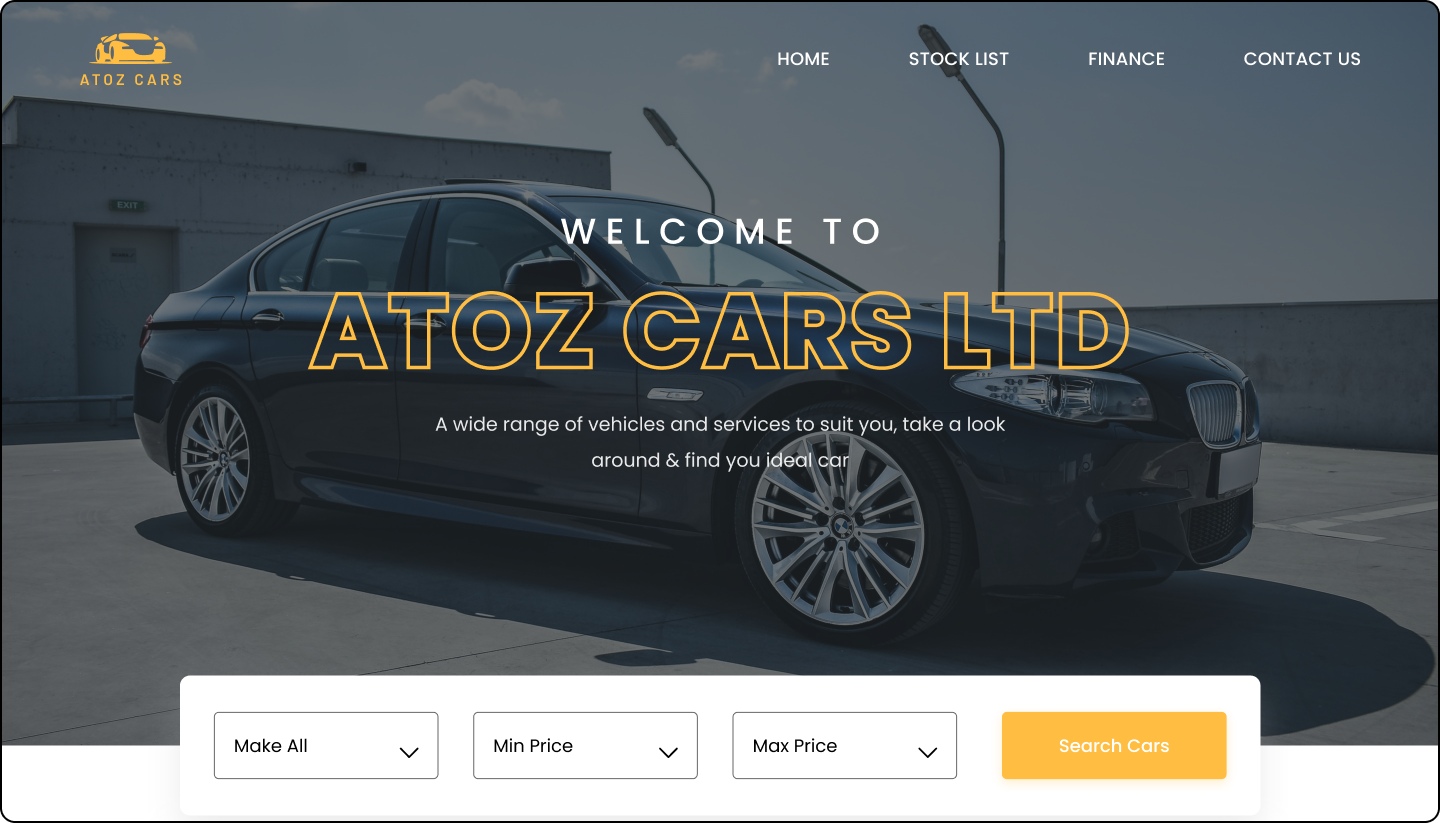 ATOZ CARS
HOME
STOCK LIST
FINANCE
CONTACT US
EXIT
WELCOME TO
ATOZ CARS LTD
A wide range of vehicles and services to suit you, take a look
around & find you ideal car
Make All
Min Price
Max Price
Search Cars